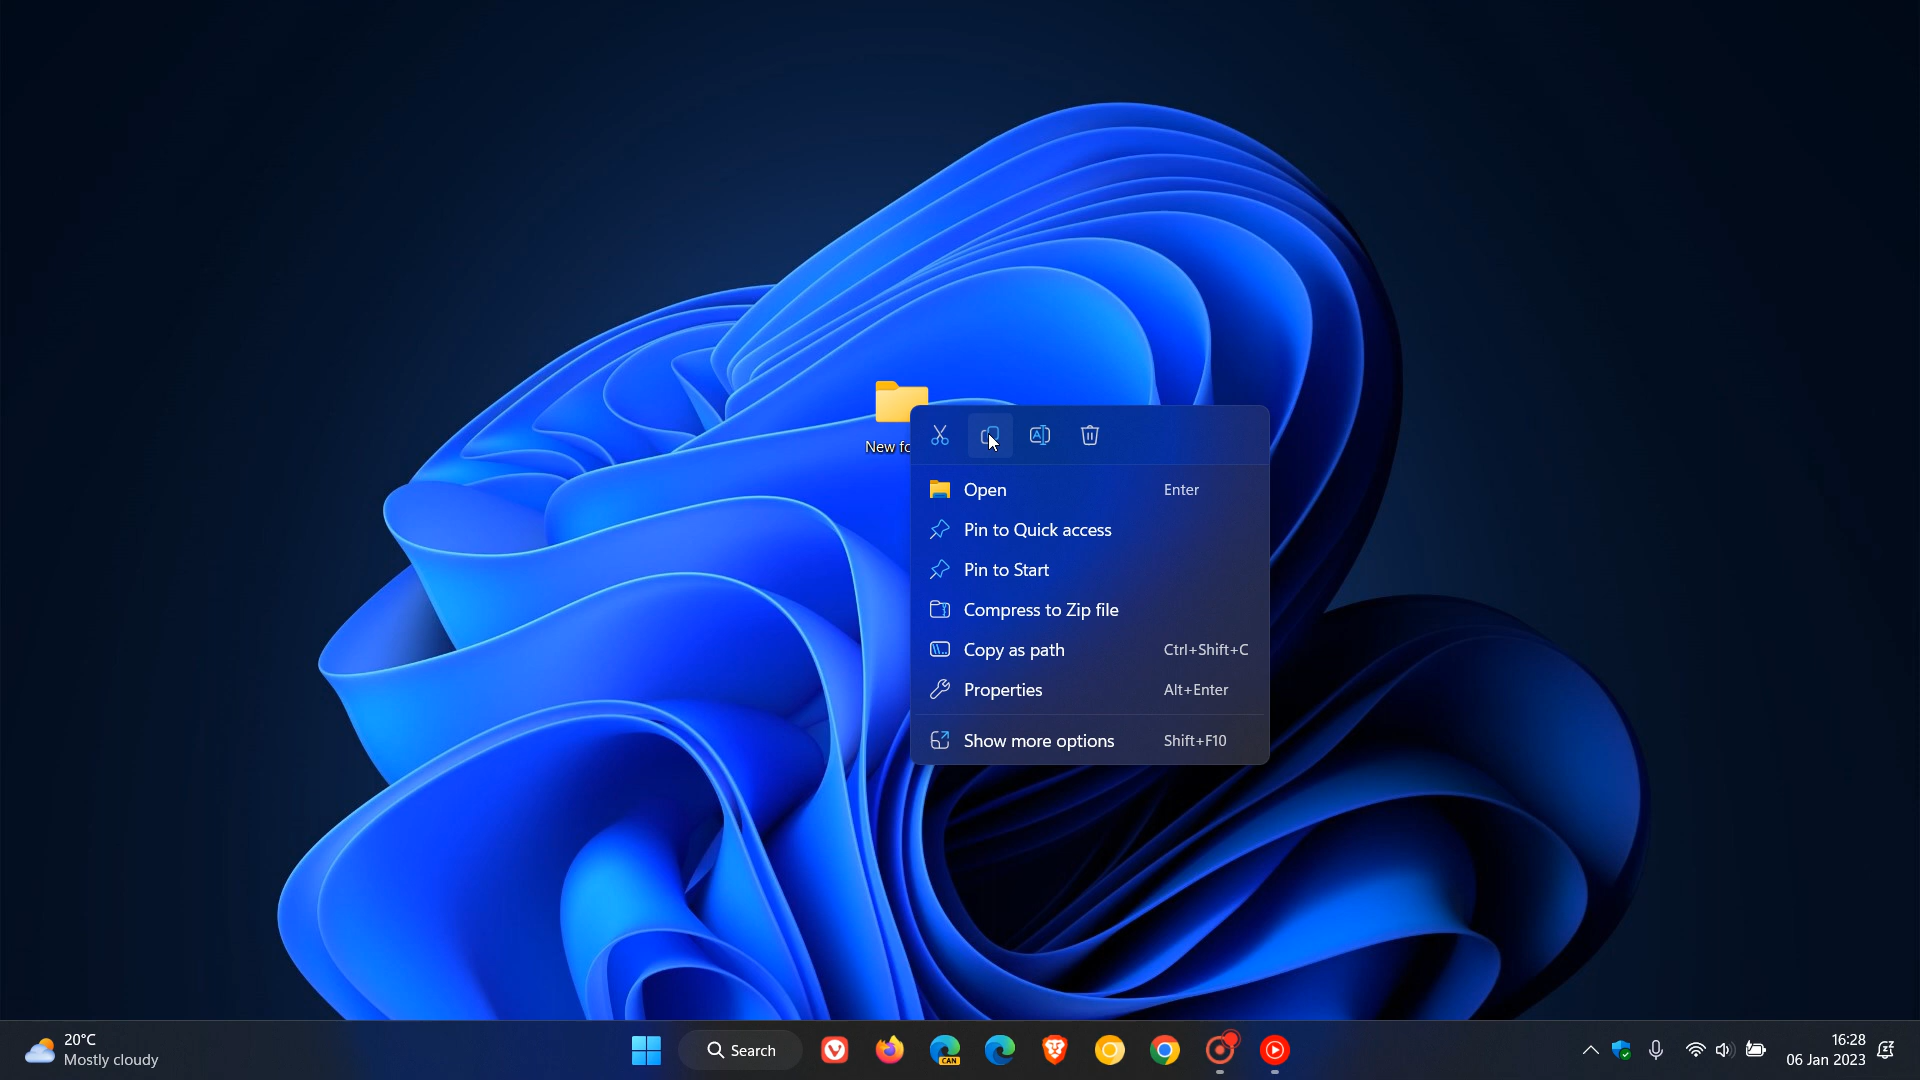 New fo
Open Enter
Pin to Quick access
Pin to Start
Compress to Zip file
Copy as path Ctrl+Shift+C
Properties Alt+Enter
Show more options Shift+F10
20°C
Mostly cloudy
Search
CAN
16:28
06 Jan 2023